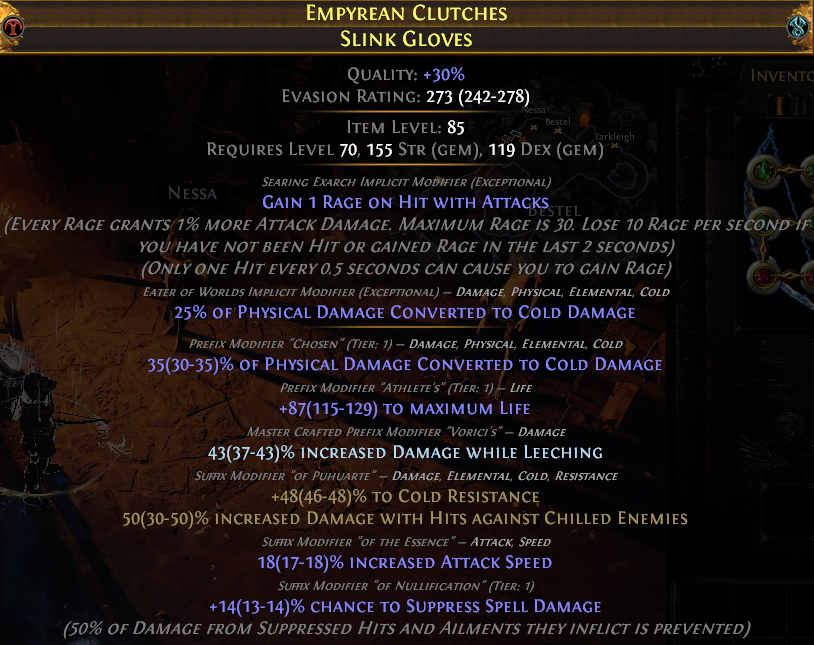 Empyrean Clutches
Slink Gloves
Quality: +30%
Evasion Rating: 273 (242-278)
Item Level: 85
Requires Level 70, 155 Str (gem), 119 Dex (gem)
Searing Exarch Implicit Modifier (Exceptional)
Gain 1 Rage on Hit with Attacks
(Every Rage grants 1% more Attack Damage. Maximum Rage is 30. Lose 10 Rage per second if
you have not been Hit or gained Rage in the last 2 seconds)
(Only one Hit every 0.5 seconds can cause you to gain Rage)
Eater of Worlds Implicit Modifier (Exceptional) — Damage, Physical, Elemental, Cold
25% of Physical Damage Converted to Cold Damage
Prefix Modifier "Chosen" (Tier: 1) — Damage, Physical, Elemental, Cold
35(30-35)% of Physical Damage Converted to Cold Damage
Prefix Modifier "Athlete's" (Tier: 1) — Life
+87(115-129) to maximum Life
Master Crafted Prefix Modifier "Vorici's" — Damage
43(37-43)% increased Damage while Leeching
Suffix Modifier "of Puhuarte" — Damage, Elemental, Cold, Resistance
+48(46-48)% to Cold Resistance
50(30-50)% increased Damage with Hits against Chilled Enemies
Suffix Modifier "of the Essence" — Attack, Speed
18(17-18)% increased Attack Speed
Suffix Modifier "of Nullification" (Tier: 1)
+14(13-14)% chance to Suppress Spell Damage
(50% of Damage from Suppressed Hits and Ailments they inflict is prevented)
Nessa
Bestel
Nessa
Bestel
Tarkleigh
Invento
I
II